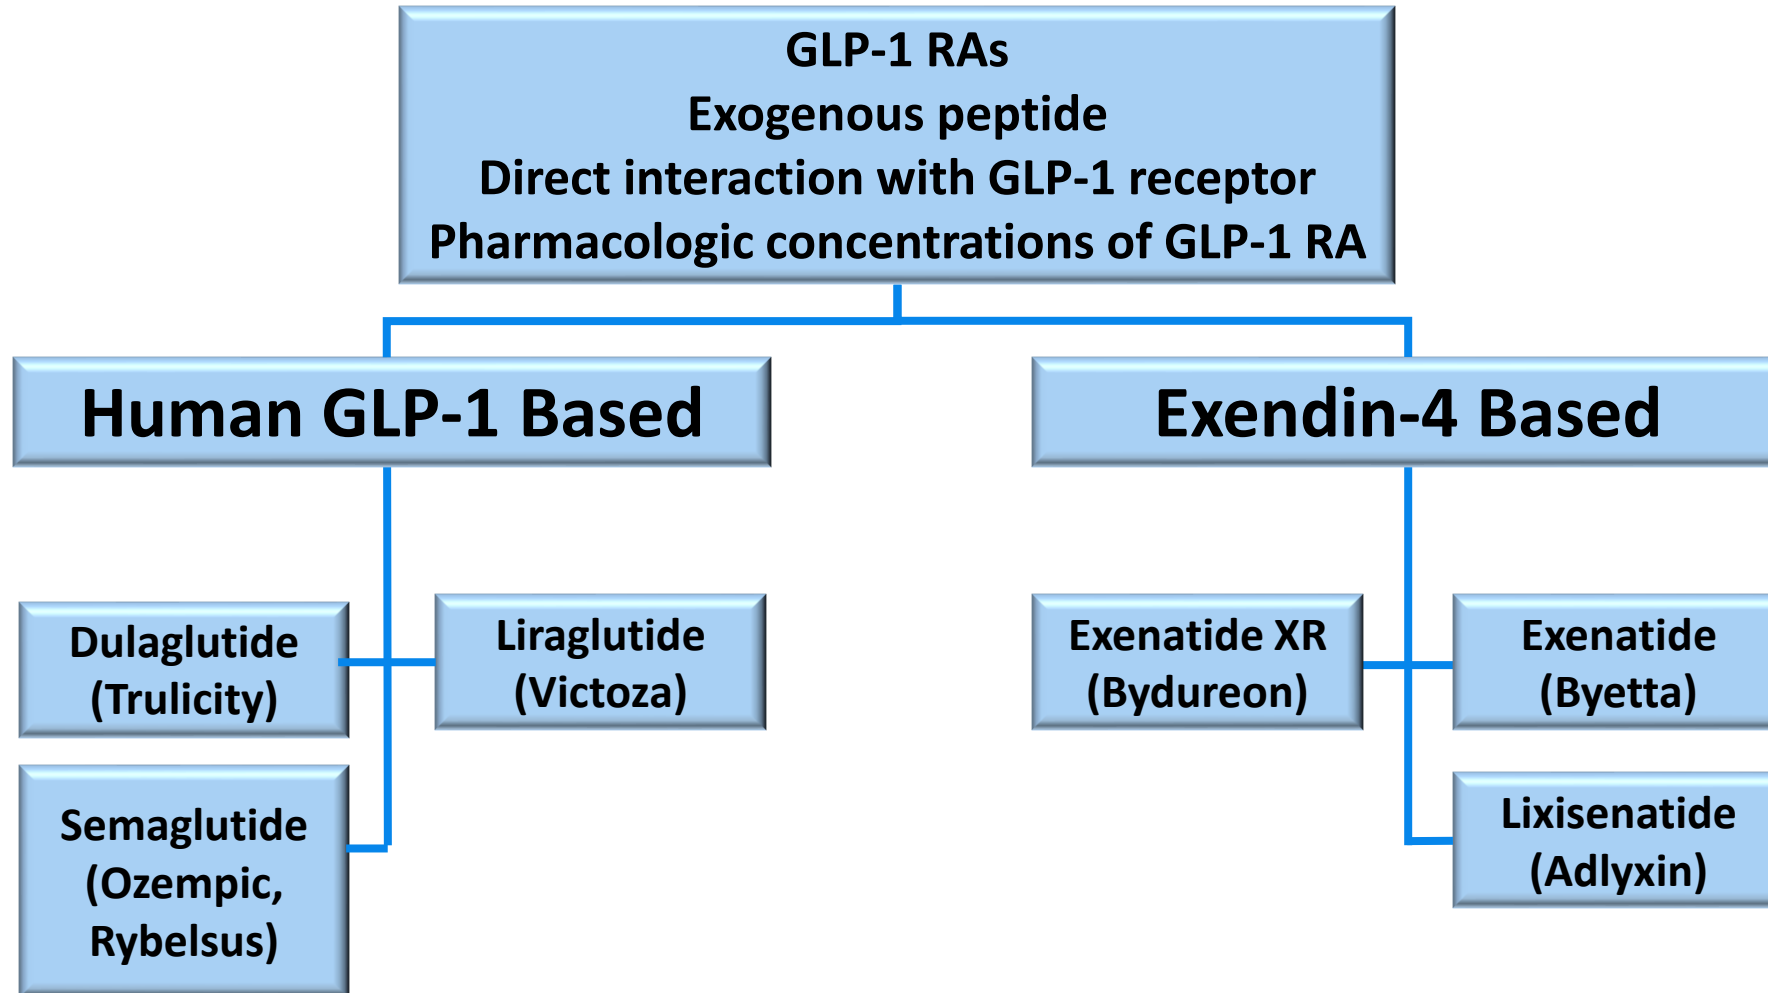 GLP-1 RAs
Exogenous peptide
Direct interaction with GLP-1 receptor
Pharmacologic concentrations of GLP-1 RA
Human GLP-1 Based
Exendin-4 Based
Dulaglutide
(Trulicity)
Liraglutide
(Victoza)
Semaglutide
(Ozempic,
Rybelsus)
Exenatide XR
(Bydureon)
Exenatide
(Byetta)
Lixisenatide
(Adlyxin)